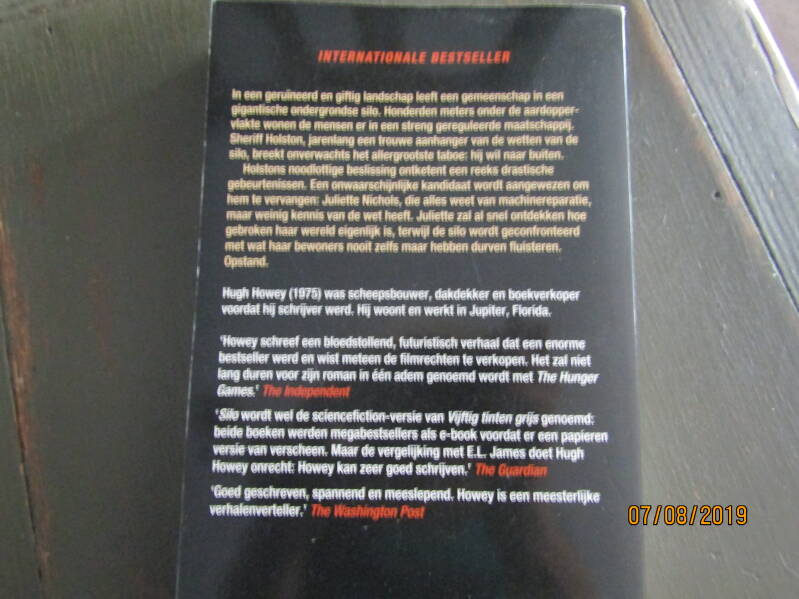 INTERNATIONALE BESTSELLER
In een geruïneerd en giftig landschap leeft een gemeenschap in een
gigantische ondergrondse silo. Honderden meters onder de aardopper-
vlakte wonen de mensen er in een streng gereguleerde maatschappij.
Sheriff Holston, jarenlang een trouwe aanhanger van de wetten van de
silo, breekt onverwachts het allergrootste taboe: hij wil naar buiten.
Holstons noodlottige beslissing ontketent een reeks drastische
gebeurtenissen. Een onwaarschijnlijke kandidaat wordt aangewezen om
hem te vervangen: Juliette Nichols, die alles weet van machinereparatie,
maar weinig kennis van de wet heeft. Juliette zal al snel ontdekken hoe
gebroken haar wereld eigenlijk is, terwijl de silo wordt geconfronteerd
met wat haar bewoners nooit zelfs maar hebben durven fluisteren.
Opstand.
Hugh Howey (1975) was scheepsbouwer, dakdekker en boekverkoper
voordat hij schrijver werd. Hij woont en werkt in Jupiter, Florida.
'Howey schreef een bloedstollend, futuristisch verhaal dat een enorme
bestseller werd en wist meteen de filmrechten te verkopen. Het zal niet
lang duren voor zijn roman in één adem genoemd wordt met The Hunger
Games.' The Independent
'Silo wordt wel de sciencefiction-versie van Vijftig tinten grijs genoemd:
beide boeken werden megabestsellers als e-book voordat er een papieren
versie van verscheen. Maar de vergelijking met E.L. James doet Hugh
Howey onrecht: Howey kan zeer goed schrijven.' The Guardian
'Goed geschreven, spannend en meeslepend. Howey is een meesterlijke
verhalenverteller.' The Washington Post
07/08/2019